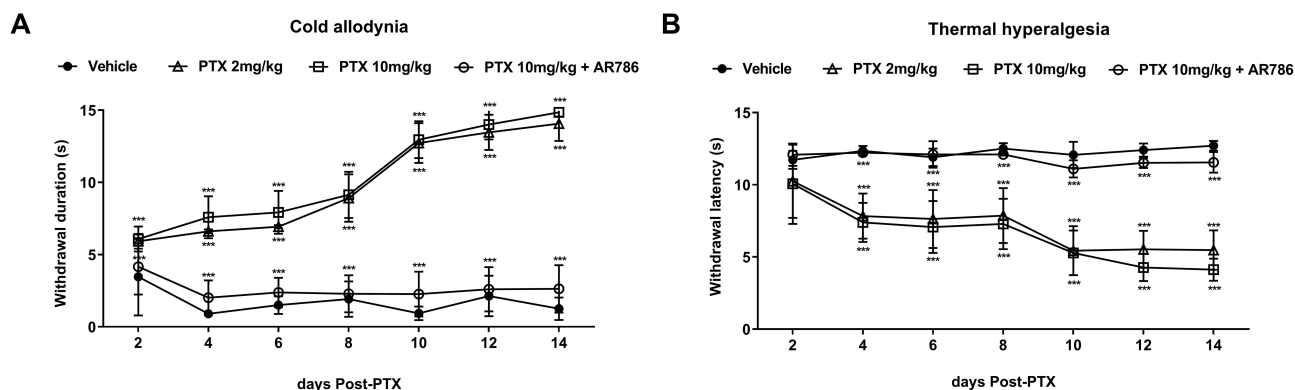 A
Cold allodynia
Vehicle PTX 2mg/kg PTX 10mg/kg PTX 10mg/kg + AR786
Withdrawal duration (s)
15
10
5
0
*** *** *** *** *** *** ***
*** *** *** *** *** *** ***
*** *** *** *** *** ***
2 4 6 8 10 12 14
days Post-PTX
B
Thermal hyperalgesia
Vehicle PTX 2mg/kg PTX 10mg/kg PTX 10mg/kg + AR786
Withdrawal latency (s)
15
10
5
0
*** *** *** *** *** ***
*** *** *** *** *** ***
*** *** *** *** *** ***
2 4 6 8 10 12 14
days Post-PTX